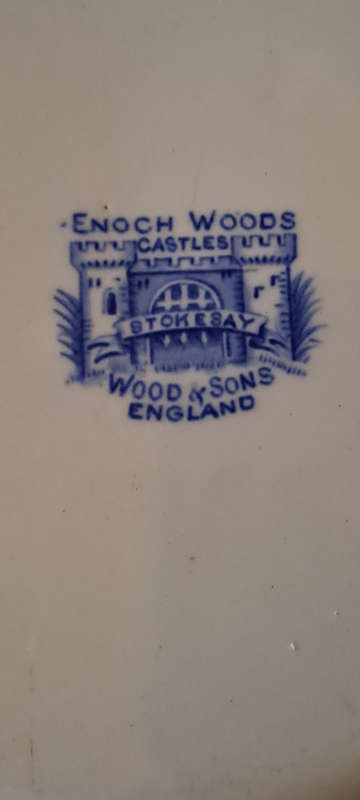 ENOCH WOODS
CASTLES
STOKESAY
WOOD & SONS
ENGLAND